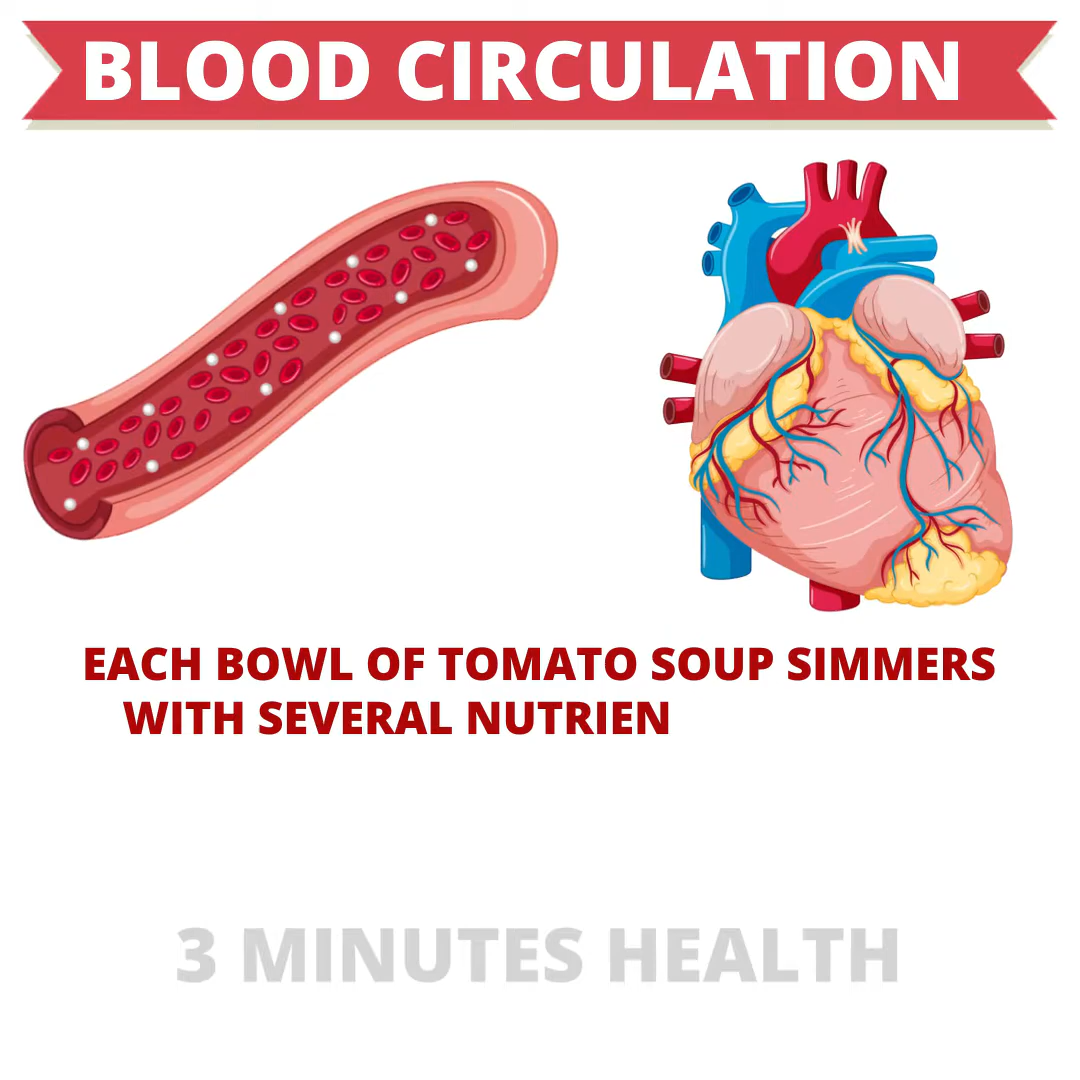 BLOOD CIRCULATION
EACH BOWL OF TOMATO SOUP SIMMERS
WITH SEVERAL NUTRIEN
3 MINUTES HEALTH